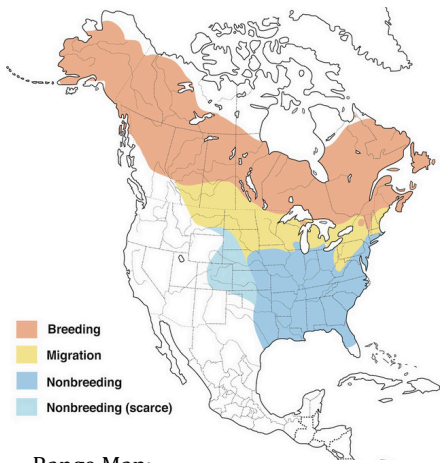 Breeding
Migration
Nonbreeding
Nonbreeding (scarce)
Range Map: